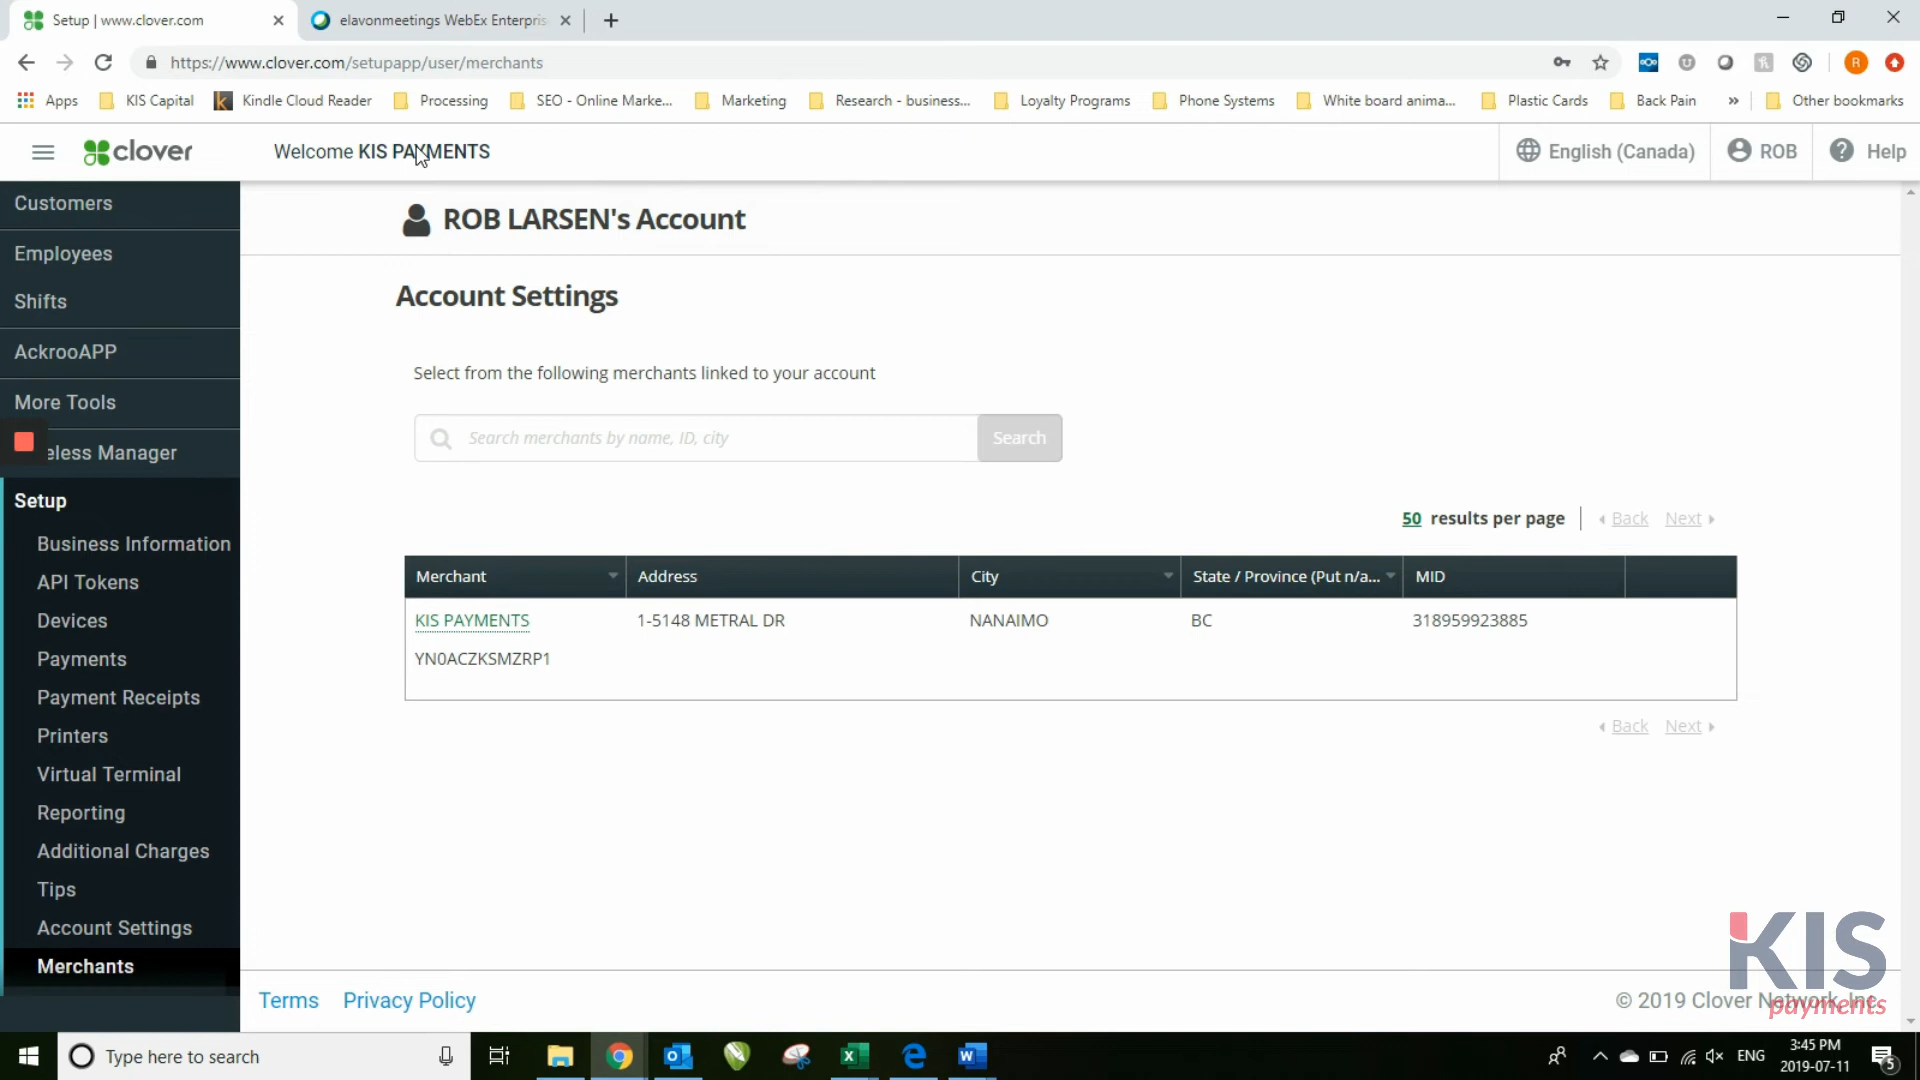 Setup | www.clover.com
elavonmeetings WebEx Enterpris
https://www.clover.com/setupapp/user/merchants
R
Apps
KIS Capital
Kindle Cloud Reader
Processing
SEO - Online Marke...
Marketing
Research - business...
Loyalty Programs
Phone Systems
White board anima...
Plastic Cards
Back Pain
»
Other bookmarks
clover
Welcome KIS PAYMENTS
English (Canada)
ROB
Help
Customers
Employees
Shifts
AckrooAPP
More Tools
eless Manager
Setup
Business Information
API Tokens
Devices
Payments
Payment Receipts
Printers
Virtual Terminal
Reporting
Additional Charges
Tips
Account Settings
Merchants
ROB LARSEN's Account
Account Settings
Select from the following merchants linked to your account
Search merchants by name, ID, city
Search
50 results per page
Back Next
Merchant Address City State / Province (Put n/a... MID
KIS PAYMENTS 1-5148 METRAL DR NANAIMO BC 318959923885
YN0ACZKSMZRP1
Back Next
Terms Privacy Policy
© 2019 Clover Network, Inc.
KIS
payments
Type here to search
ENG
3:45 PM
2019-07-11
5